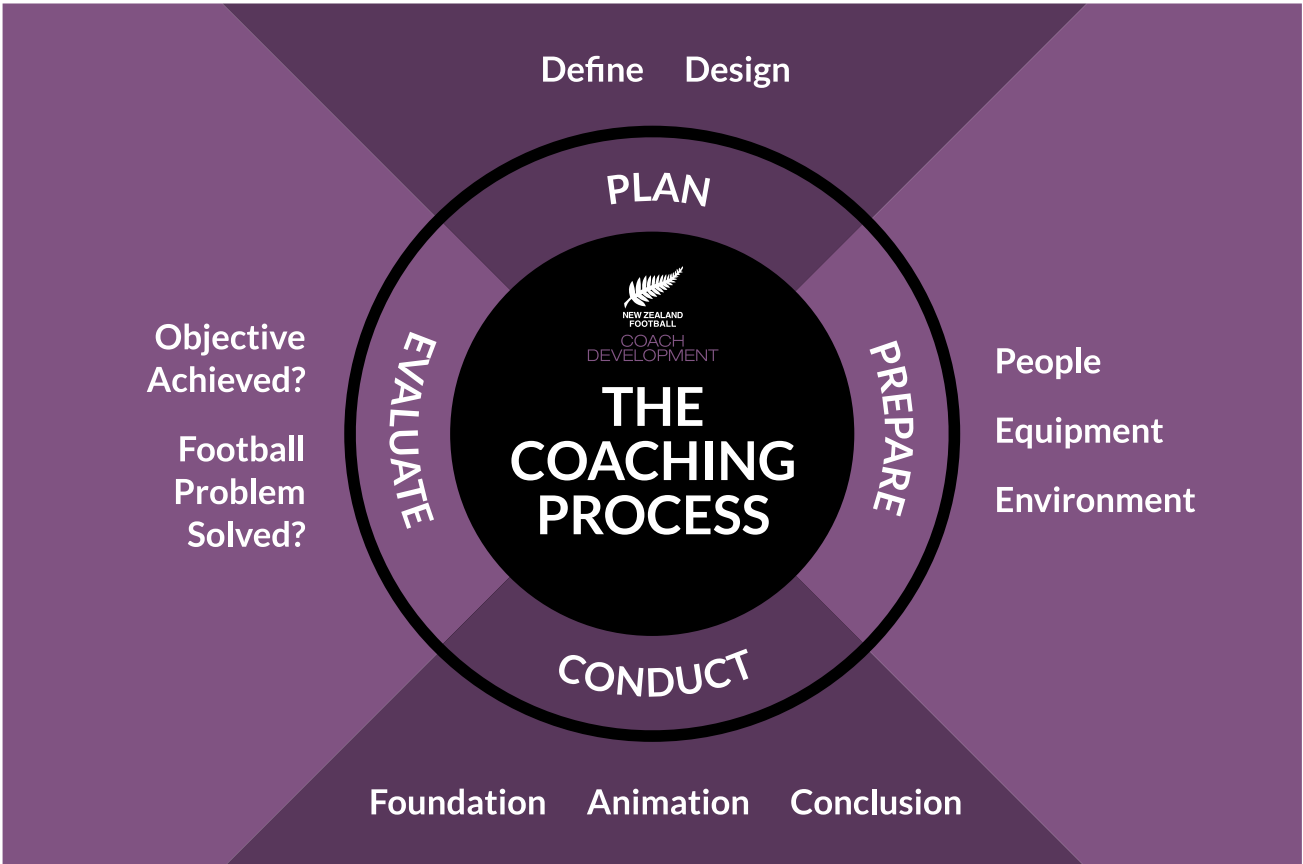 Define Design
PLAN
NEW ZEALAND
FOOTBALL
COACH
DEVELOPMENT
THE
COACHING
PROCESS
PREPARE
People
Equipment
Environment
CONDUCT
Foundation Animation Conclusion
EVALUATE
Objective
Achieved?
Football
Problem
Solved?